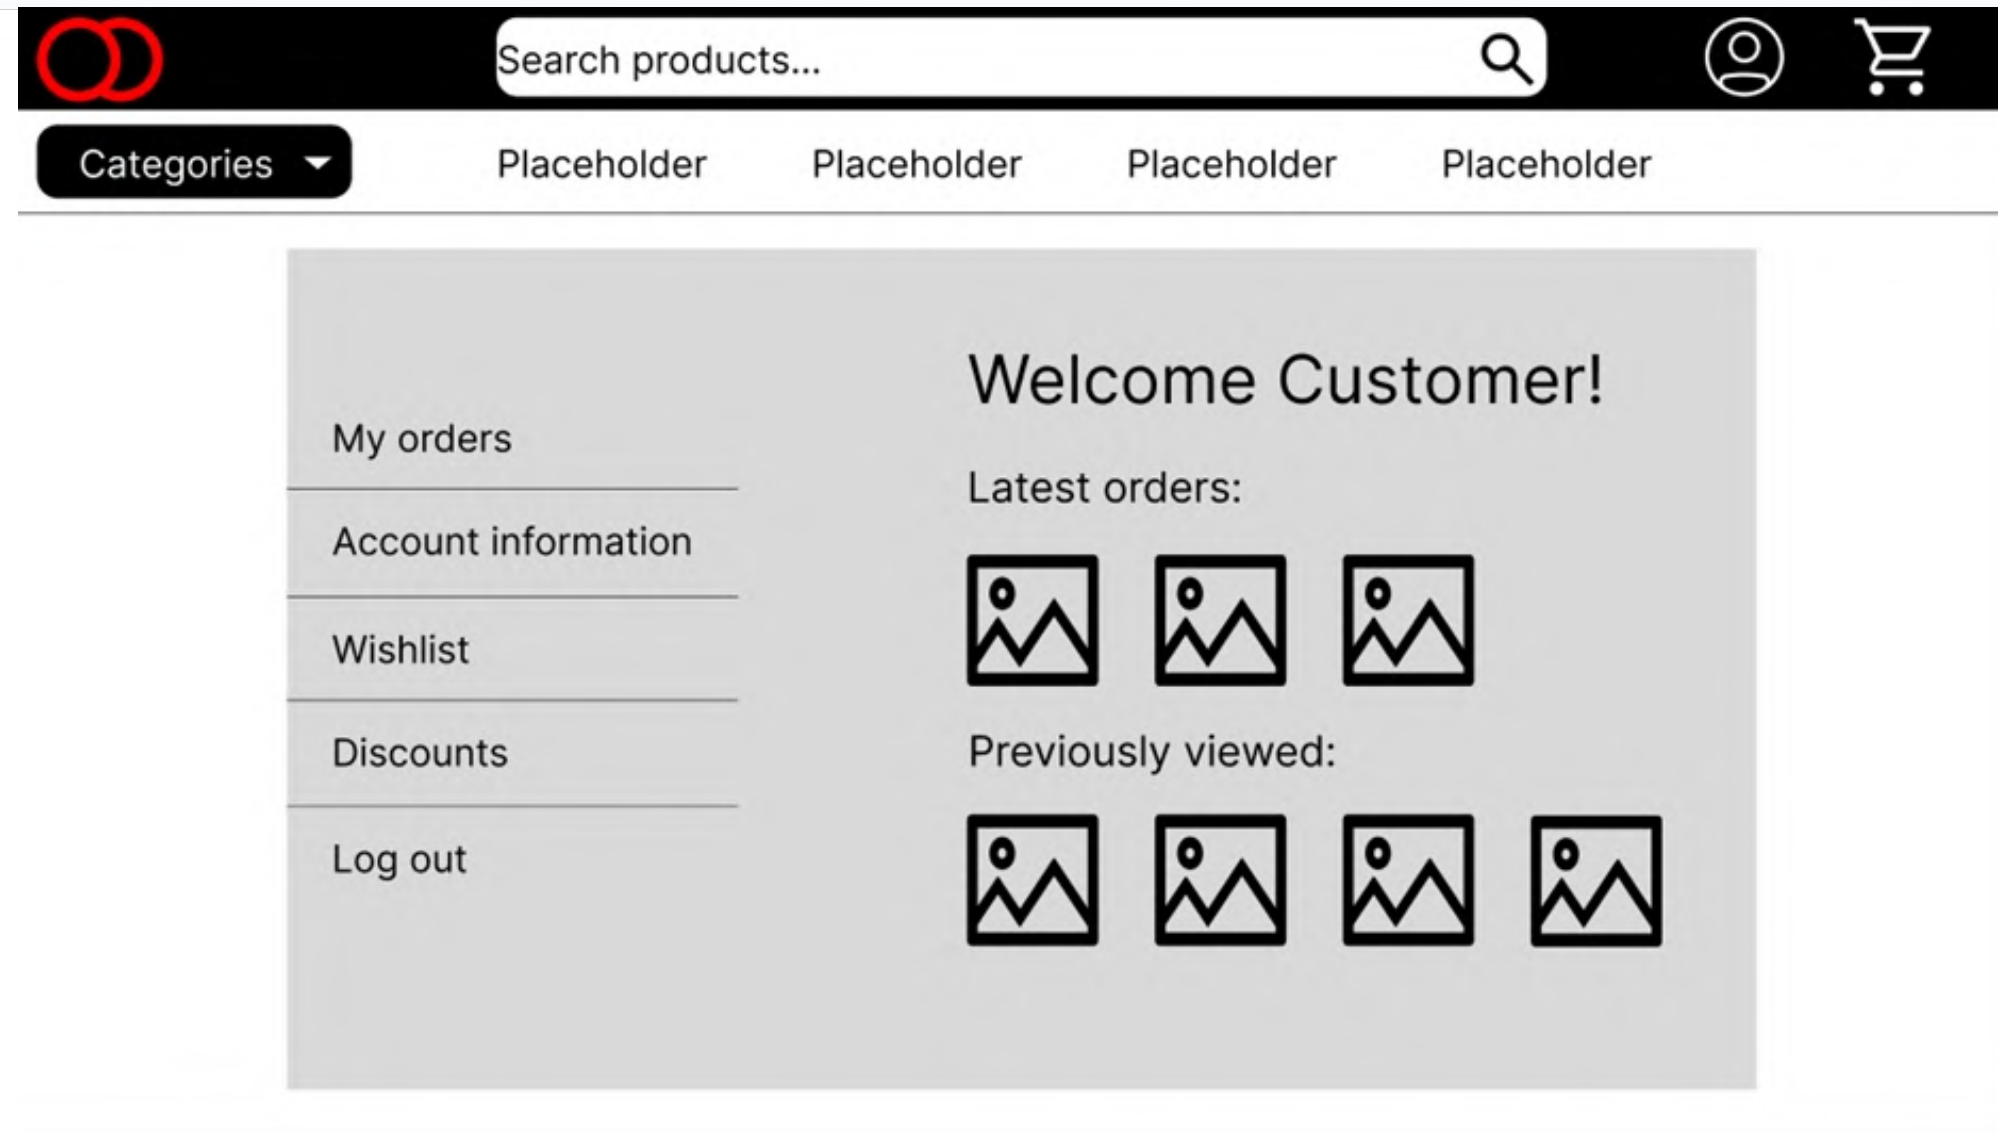 Search products...
Categories
Placeholder
Placeholder
Placeholder
Placeholder
My orders
Account information
Wishlist
Discounts
Log out
Welcome Customer!
Latest orders:
Previously viewed: